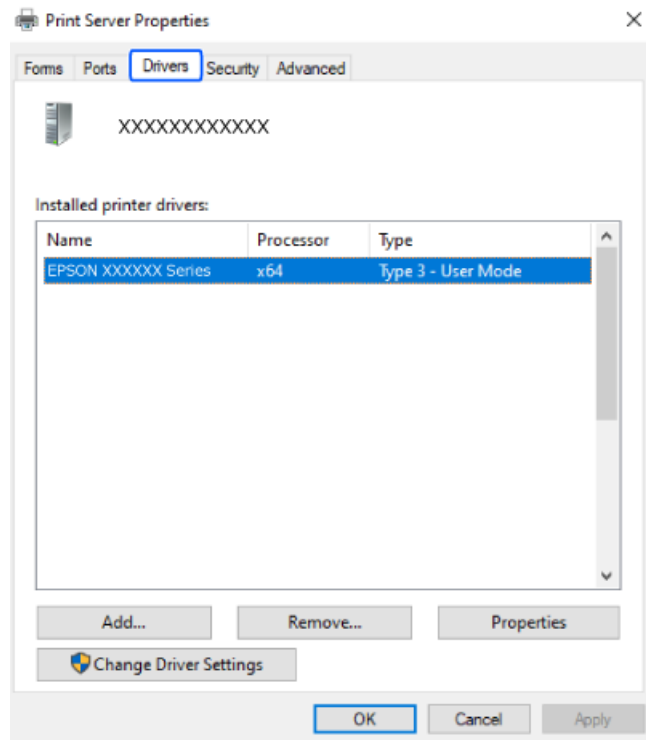 Print Server Properties
Forms Ports Drivers Security Advanced
XXXXXXXXXXXX
Installed printer drivers:
Name Processor Type
EPSON XXXXXX Series x64 Type 3 - User Mode
Add... Remove... Properties
Change Driver Settings
OK Cancel Apply